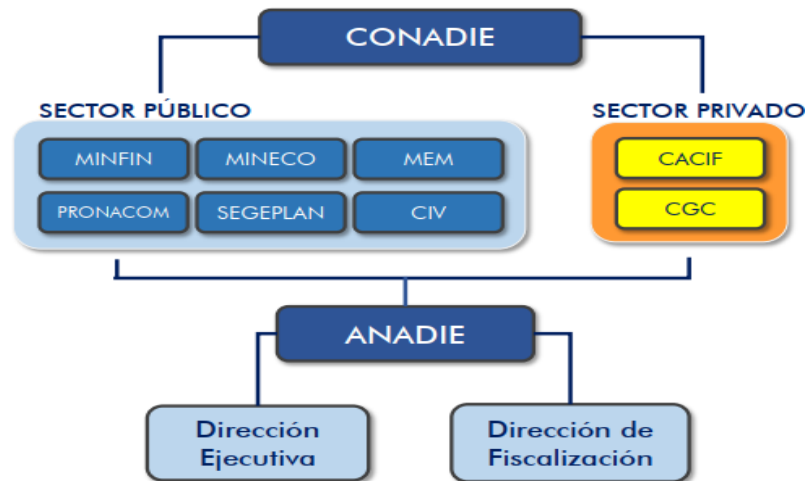 CONADIE
SECTOR PÚBLICO
MINFIN
MINECO
MEM
PRONACOM
SEGEPLAN
CIV
SECTOR PRIVADO
CACIF
CGC
ANADIE
Dirección
Ejecutiva
Dirección de
Fiscalización